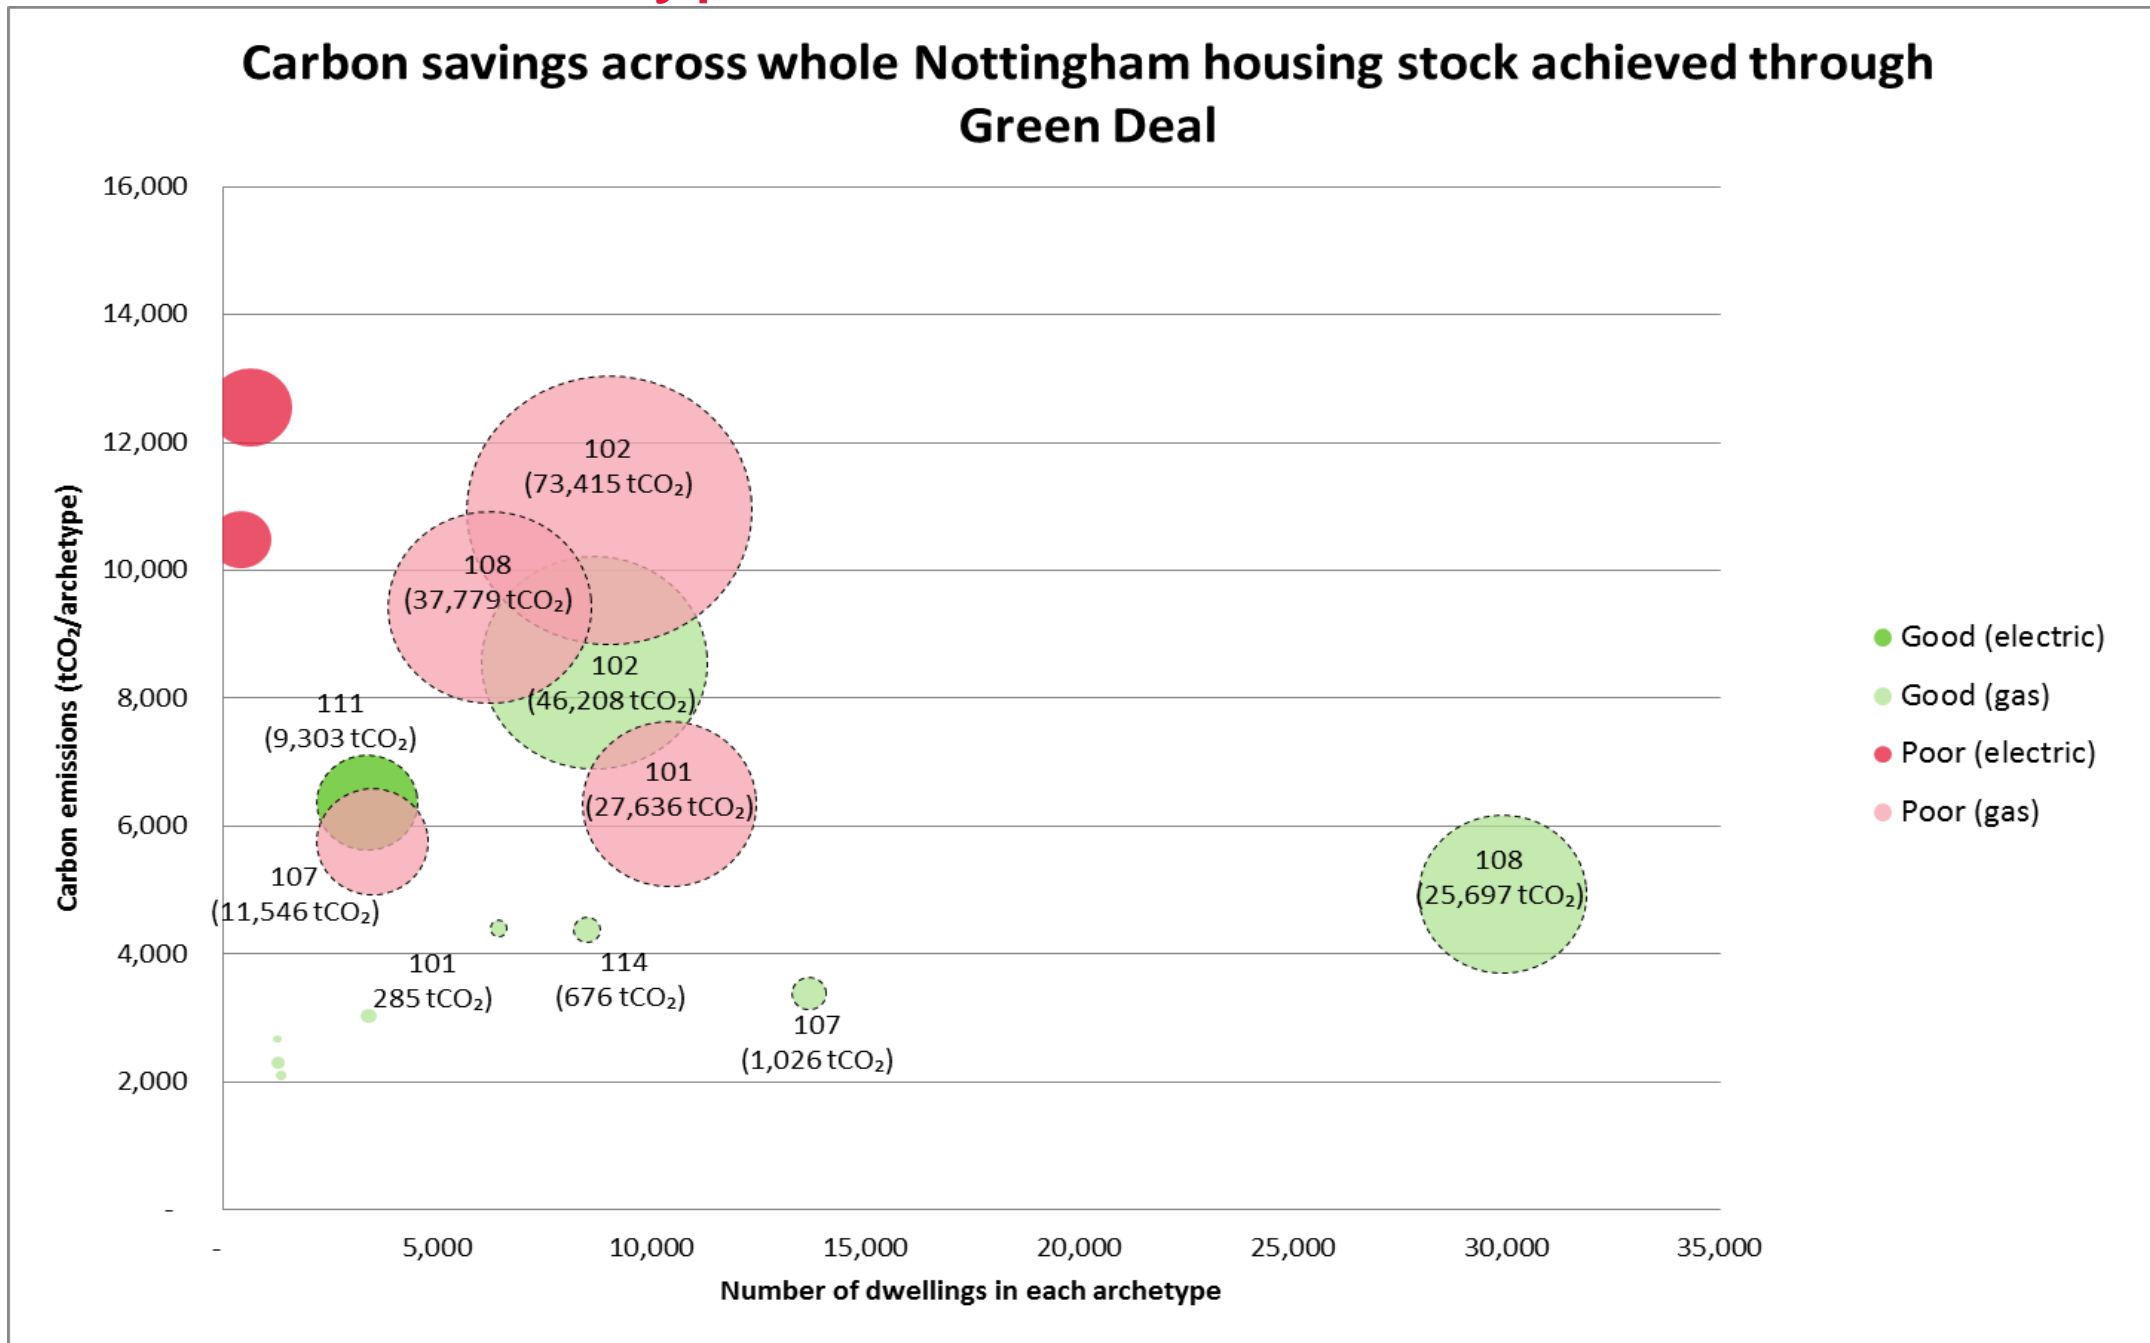 Carbon savings across whole Nottingham housing stock achieved through
Green Deal
16,000
14,000
12,000
10,000
8,000
6,000
4,000
2,000
-
Carbon emissions (tCO₂/archetype)
102
(73,415 tCO₂)
108
(37,779 tCO₂)
102
(46,208 tCO₂)
111
(9,303 tCO₂)
101
(27,636 tCO₂)
107
(11,546 tCO₂)
108
(25,697 tCO₂)
101
285 tCO₂)
114
(676 tCO₂)
107
(1,026 tCO₂)
Good (electric)
Good (gas)
Poor (electric)
Poor (gas)
- 5,000 10,000 15,000 20,000 25,000 30,000 35,000
Number of dwellings in each archetype